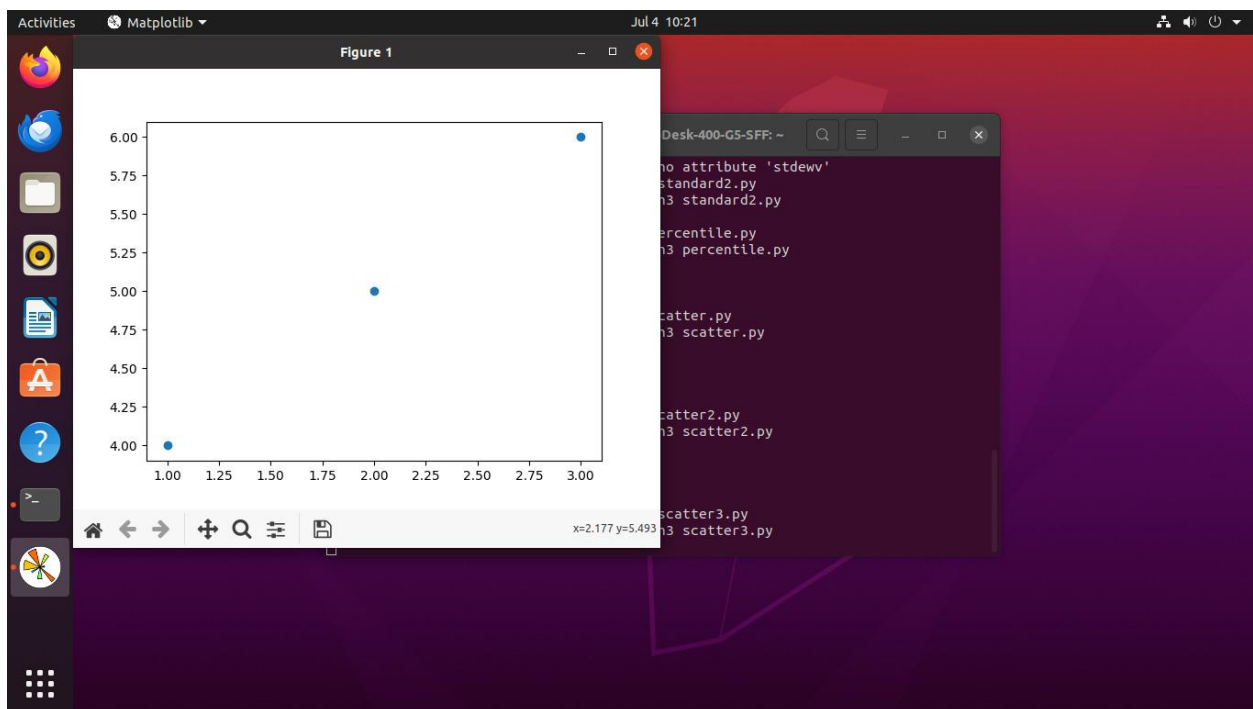 Activities Matplotlib Jul 4 10:21
Figure 1
6.00
5.75
5.50
5.25
5.00
4.75
4.50
4.25
4.00
1.00 1.25 1.50 1.75 2.00 2.25 2.50 2.75 3.00
x=2.177 y=5.493
Desk-400-G5-SFF: ~
no attribute 'stdewv'
standard2.py
n3 standard2.py
ercentile.py
n3 percentile.py
catter.py
n3 scatter.py
catter2.py
n3 scatter2.py
scatter3.py
n3 scatter3.py